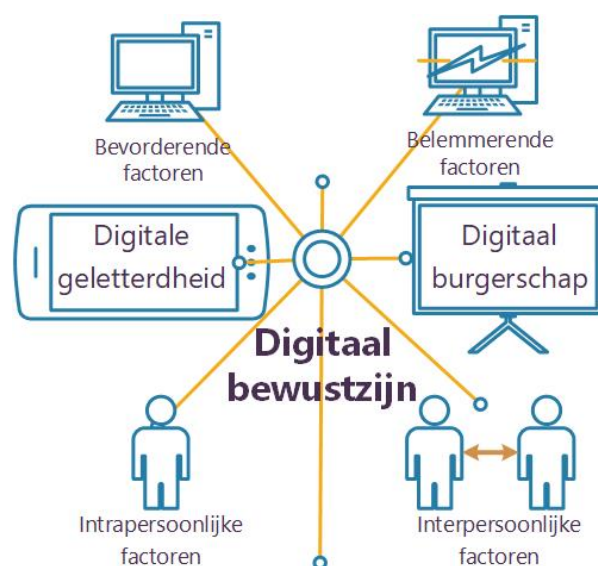 Bevorderende
factoren
Belemmerende
factoren
Digitale
geletterdheid
Digitaal
burgerschap
Digitaal
bewustzijn
Intrapersoonlijke
factoren
Interpersoonlijke
factoren